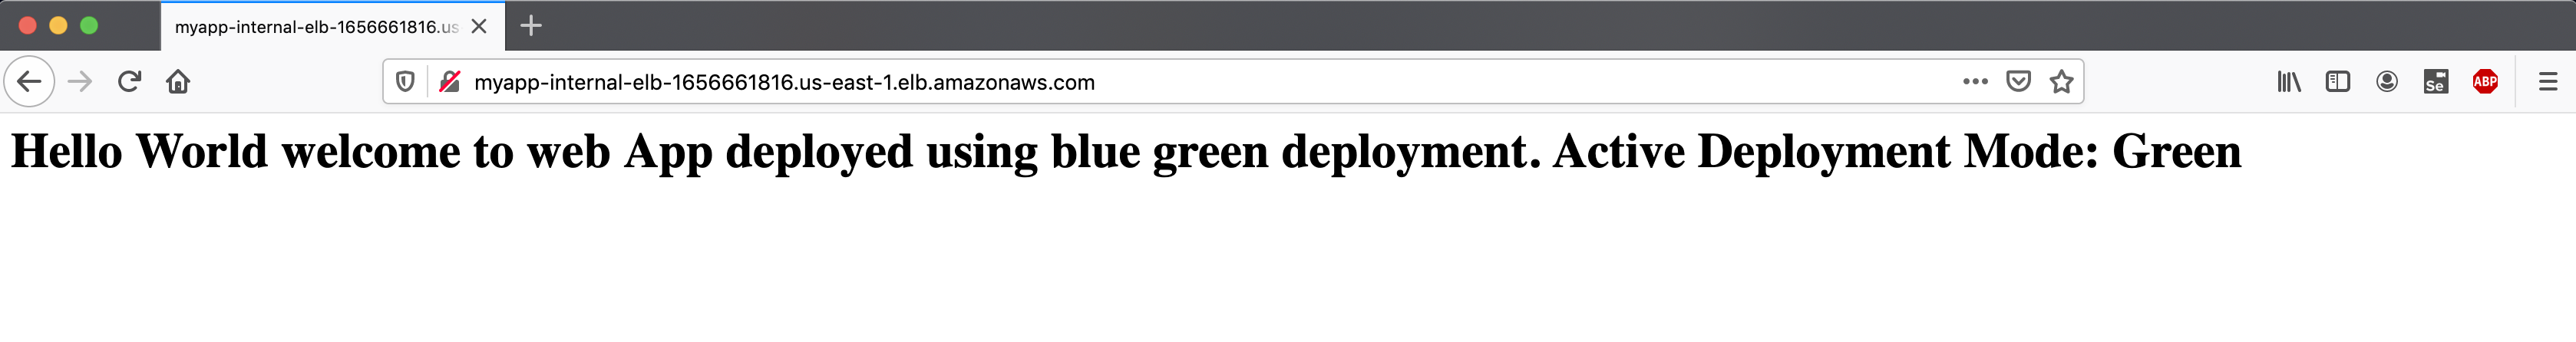 myapp-internal-elb-1656661816.us
myapp-internal-elb-1656661816.us-east-1.elb.amazonaws.com
Se
ABP
Hello World welcome to web App deployed using blue green deployment. Active Deployment Mode: Green